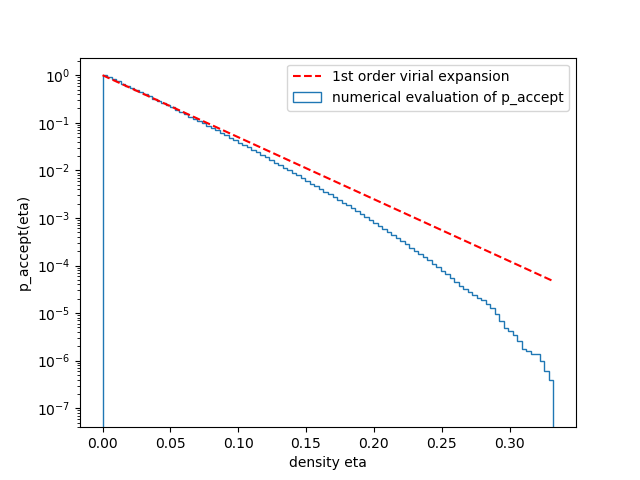 1st order virial expansion
numerical evaluation of p_accept
p_accept(eta)
10⁰
10⁻¹
10⁻²
10⁻³
10⁻⁴
10⁻⁵
10⁻⁶
10⁻⁷
0.00 0.05 0.10 0.15 0.20 0.25 0.30
density eta